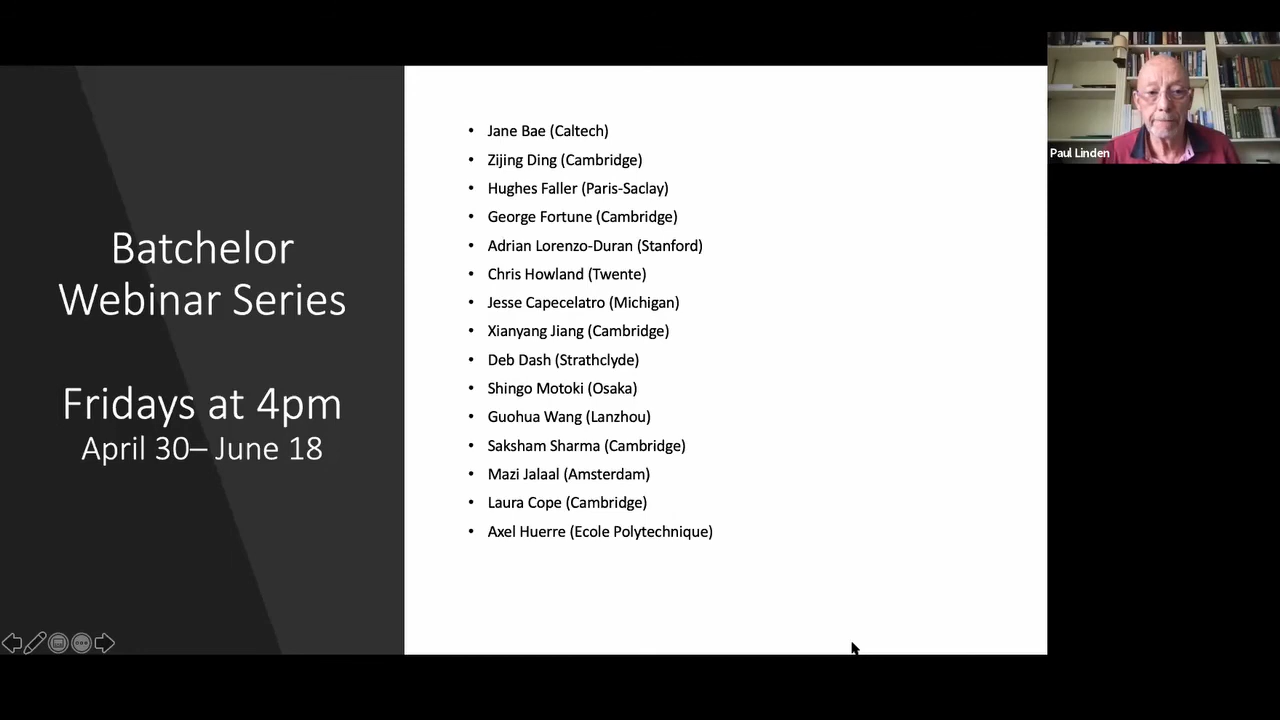 Batchelor
Webinar Series
Fridays at 4pm
April 30– June 18
• Jane Bae (Caltech)
• Zijing Ding (Cambridge)
• Hughes Faller (Paris-Saclay)
• George Fortune (Cambridge)
• Adrian Lorenzo-Duran (Stanford)
• Chris Howland (Twente)
• Jesse Capecelatro (Michigan)
• Xianyang Jiang (Cambridge)
• Deb Dash (Strathclyde)
• Shingo Motoki (Osaka)
• Guohua Wang (Lanzhou)
• Saksham Sharma (Cambridge)
• Mazi Jalaal (Amsterdam)
• Laura Cope (Cambridge)
• Axel Huerre (Ecole Polytechnique)
Paul Linden